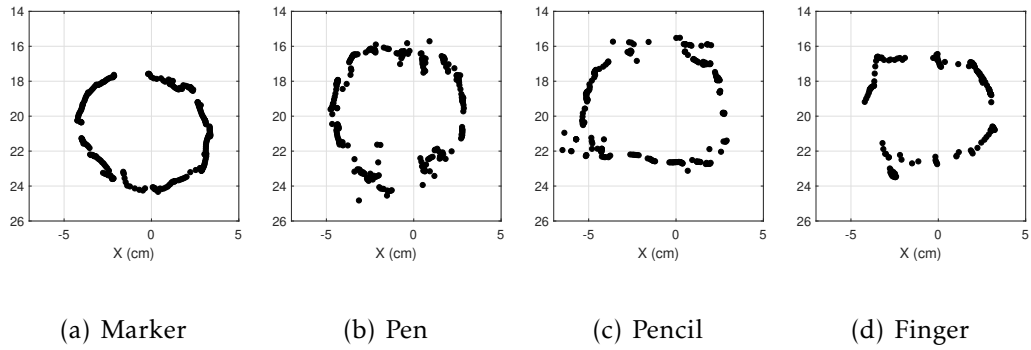 14 14 14 14
16 16 16 16
18 18 18 18
20 20 20 20
22 22 22 22
24 24 24 24
26 26 26 26
-5 0 5 -5 0 5 -5 0 5 -5 0 5
X (cm) X (cm) X (cm) X (cm)
(a) Marker (b) Pen (c) Pencil (d) Finger